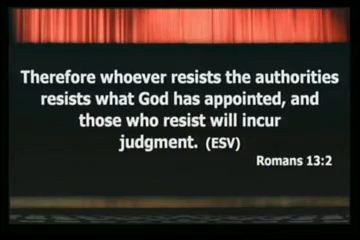 Therefore whoever resists the authorities
resists what God has appointed, and
those who resist will incur
judgment. (ESV)
Romans 13:2